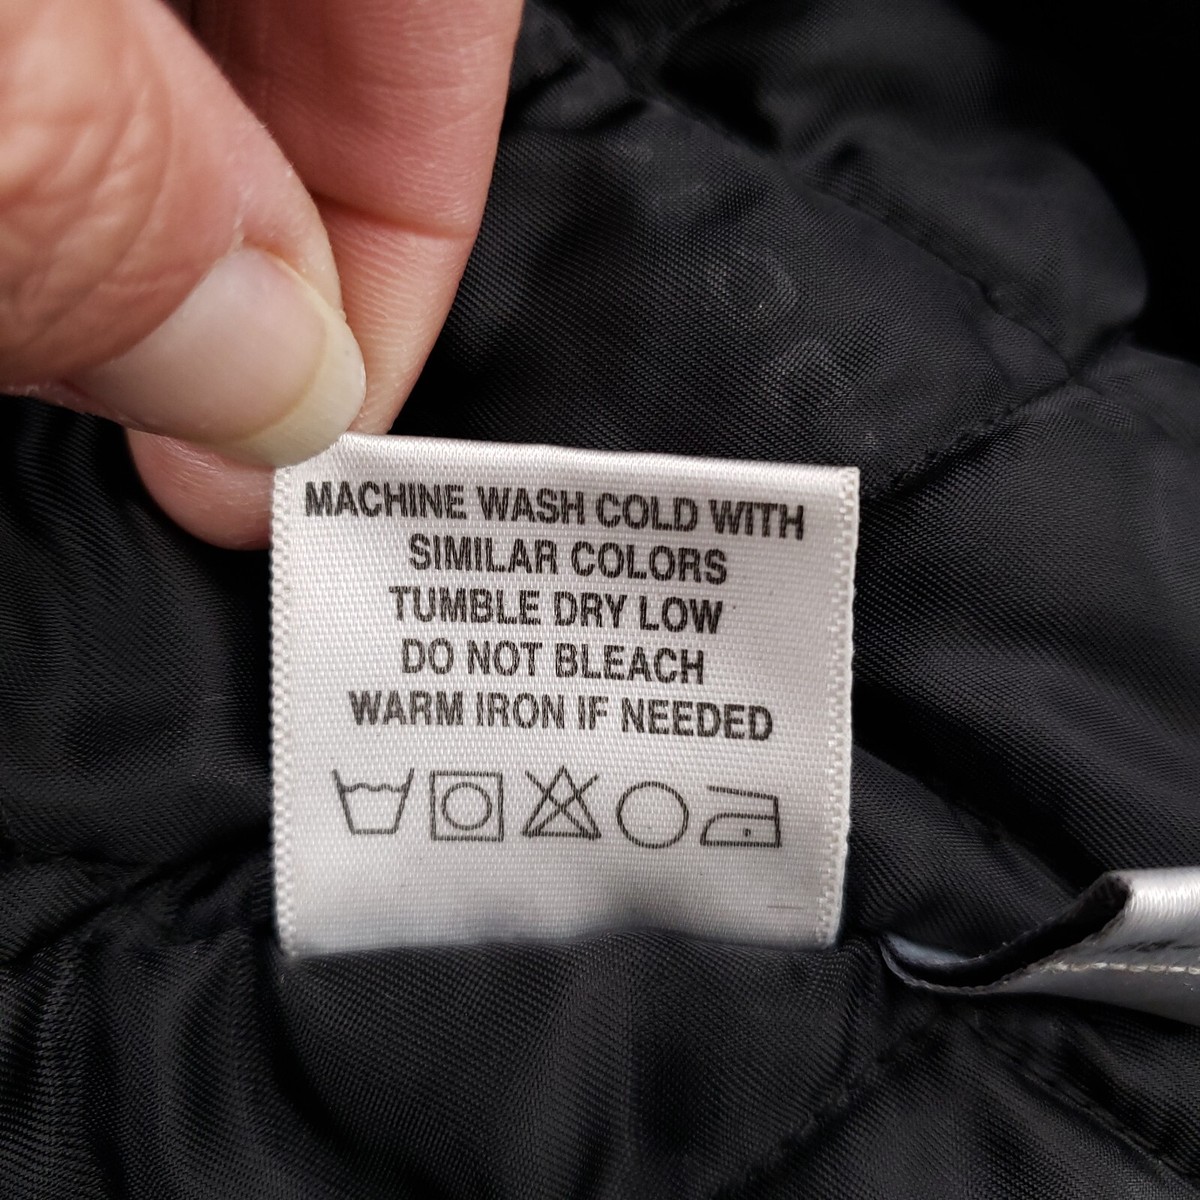 MACHINE WASH COLD WITH
SIMILAR COLORS
TUMBLE DRY LOW
DO NOT BLEACH
WARM IRON IF NEEDED